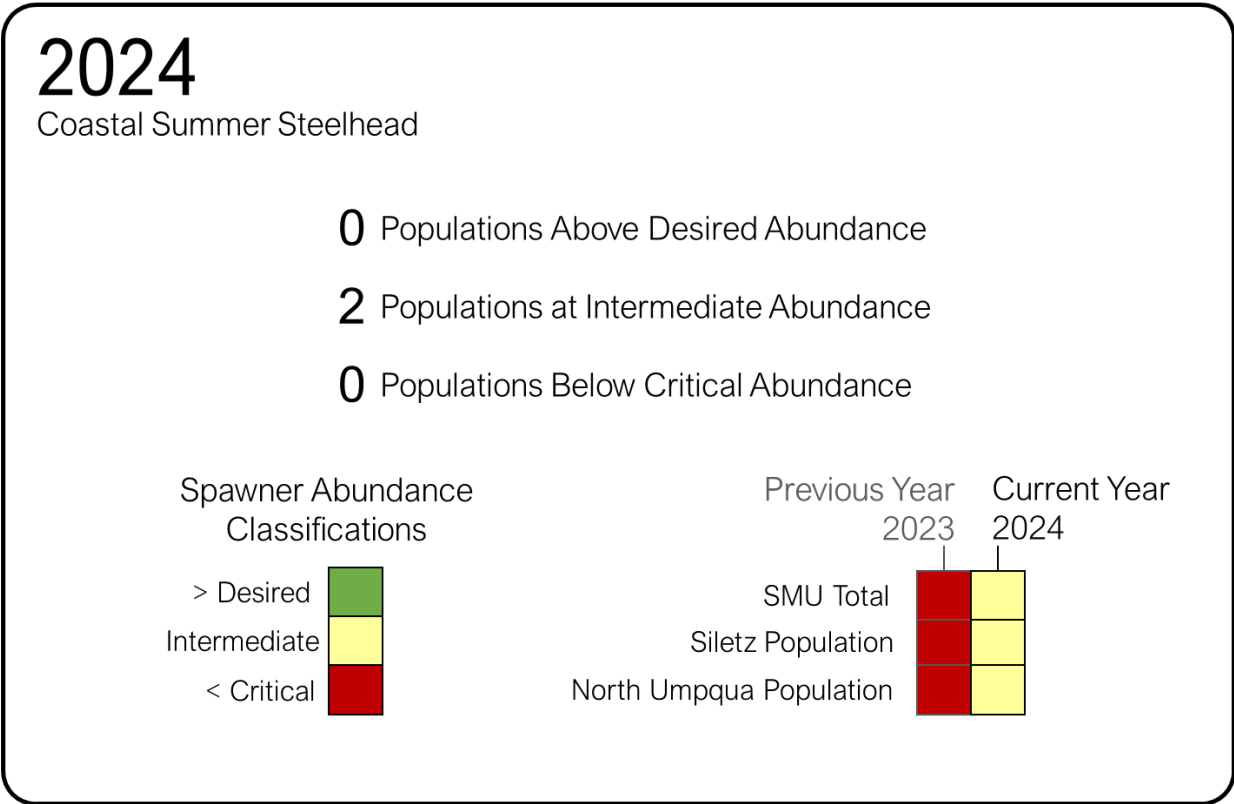 2024
Coastal Summer Steelhead
0 Populations Above Desired Abundance
2 Populations at Intermediate Abundance
0 Populations Below Critical Abundance
Spawner Abundance
Classifications
> Desired
Intermediate
< Critical
Previous Year
2023
Current Year
2024
SMU Total
Siletz Population
North Umpqua Population